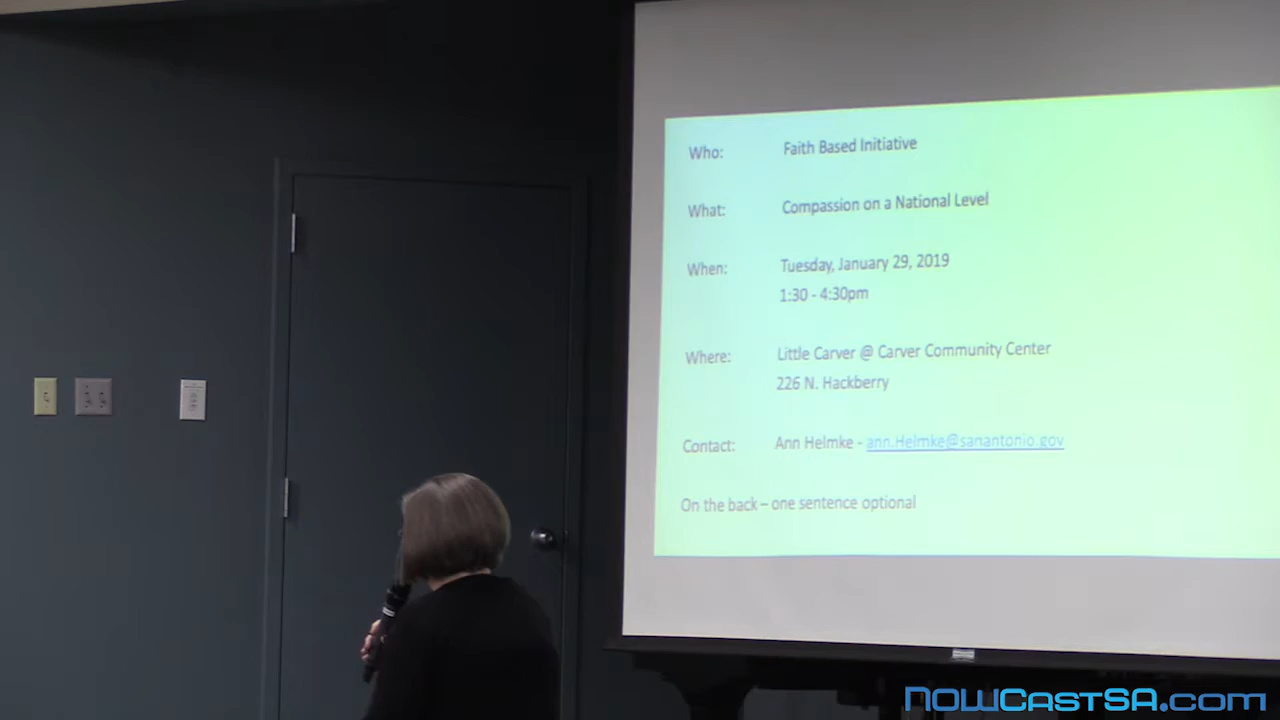 Who: Faith Based Initiative
What: Compassion on a National Level
When: Tuesday, January 29, 2019
1:30 - 4:30pm
Where: Little Carver @ Carver Community Center
226 N. Hackberry
Contact: Ann Helmke - ann.Helmke@sanantonio.gov
On the back – one sentence optional
NOWCASTSA.com